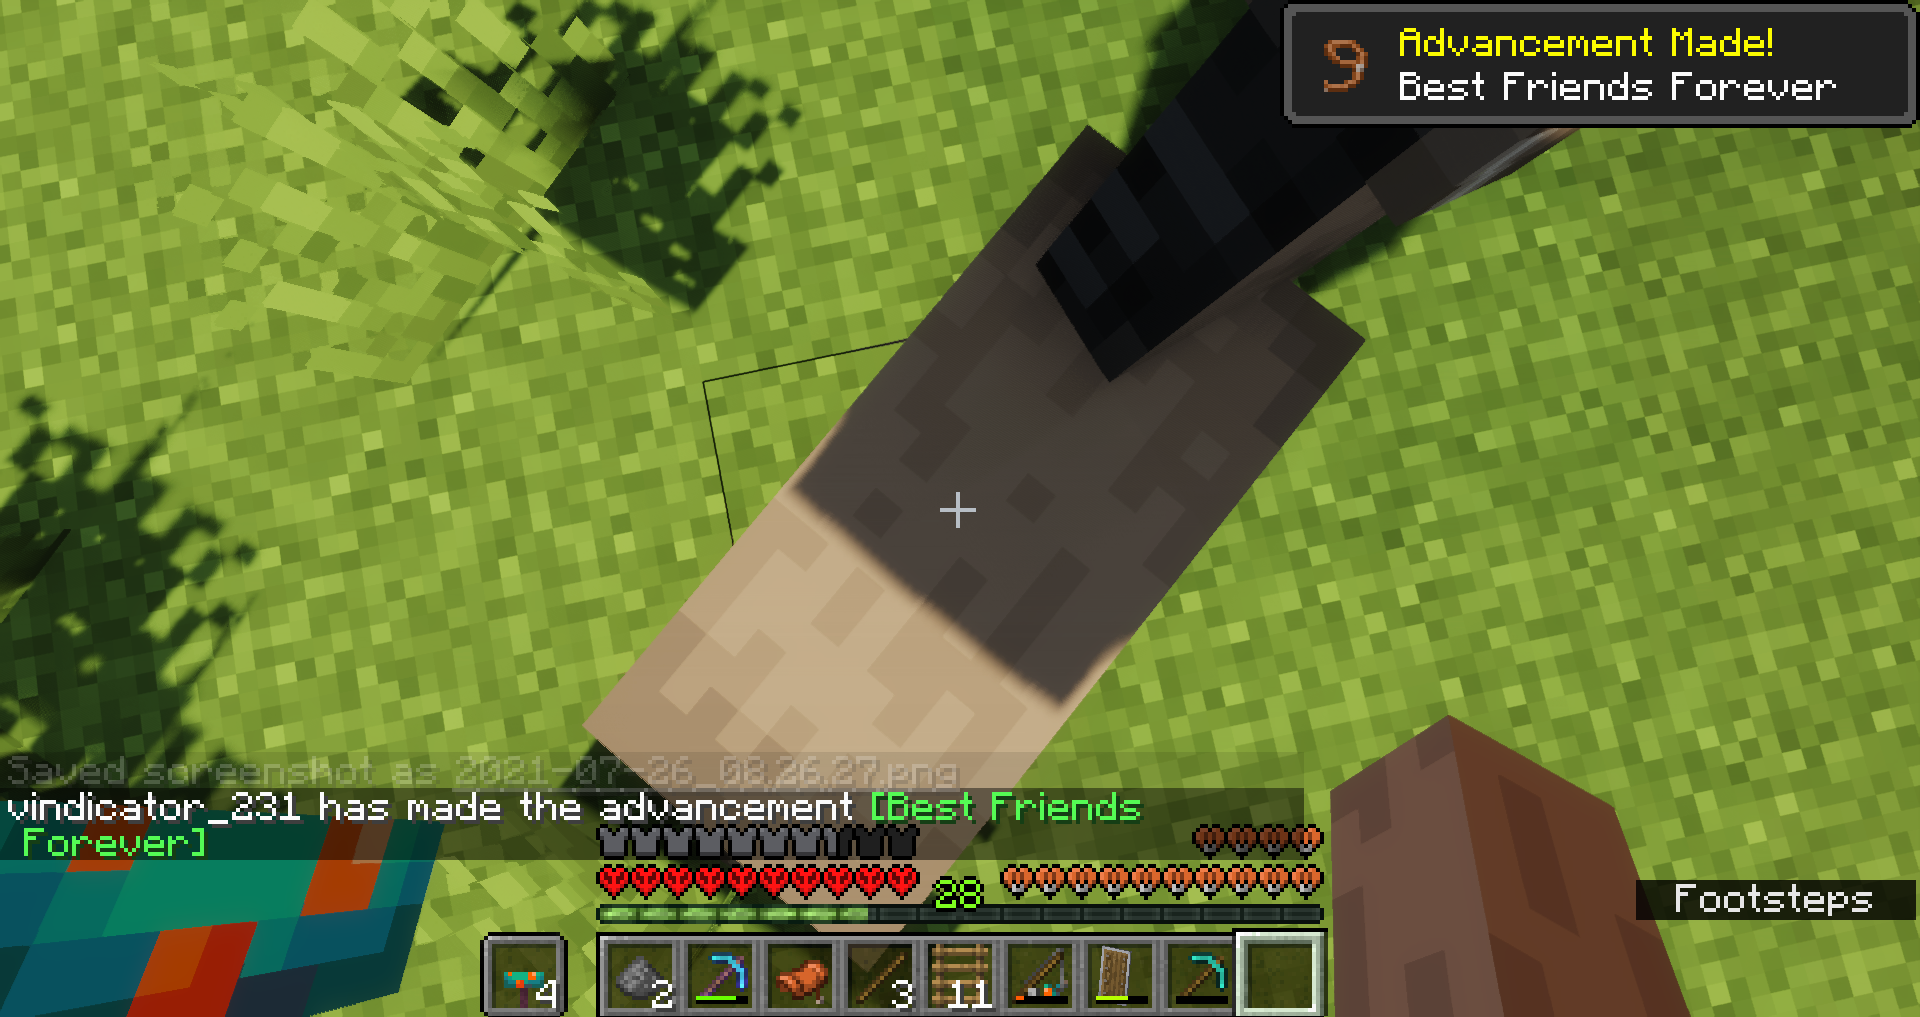 Advancement Made!
Best Friends Forever
Saved screenshot as 2021-07-26_08.26.27.png
vindicator_231 has made the advancement [Best Friends
Forever]
28
Footsteps
4
2
3
11